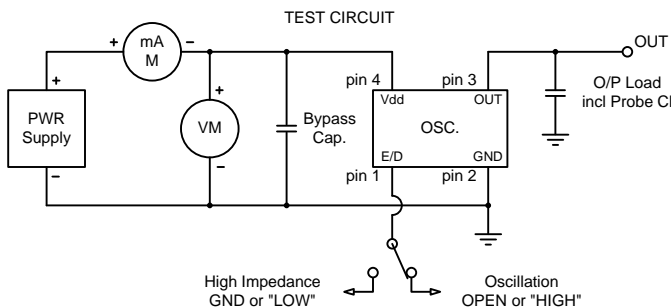 TEST CIRCUIT
+ mA M −
OUT
pin 4
pin 3
+
+
Vdd
OUT
O/P Load
incl Probe
PWR
Supply
VM
Bypass
Cap.
OSC.
−
−
E/D
GND
pin 1
pin 2
High Impedance
GND or "LOW"
Oscillation
OPEN or "HIGH"